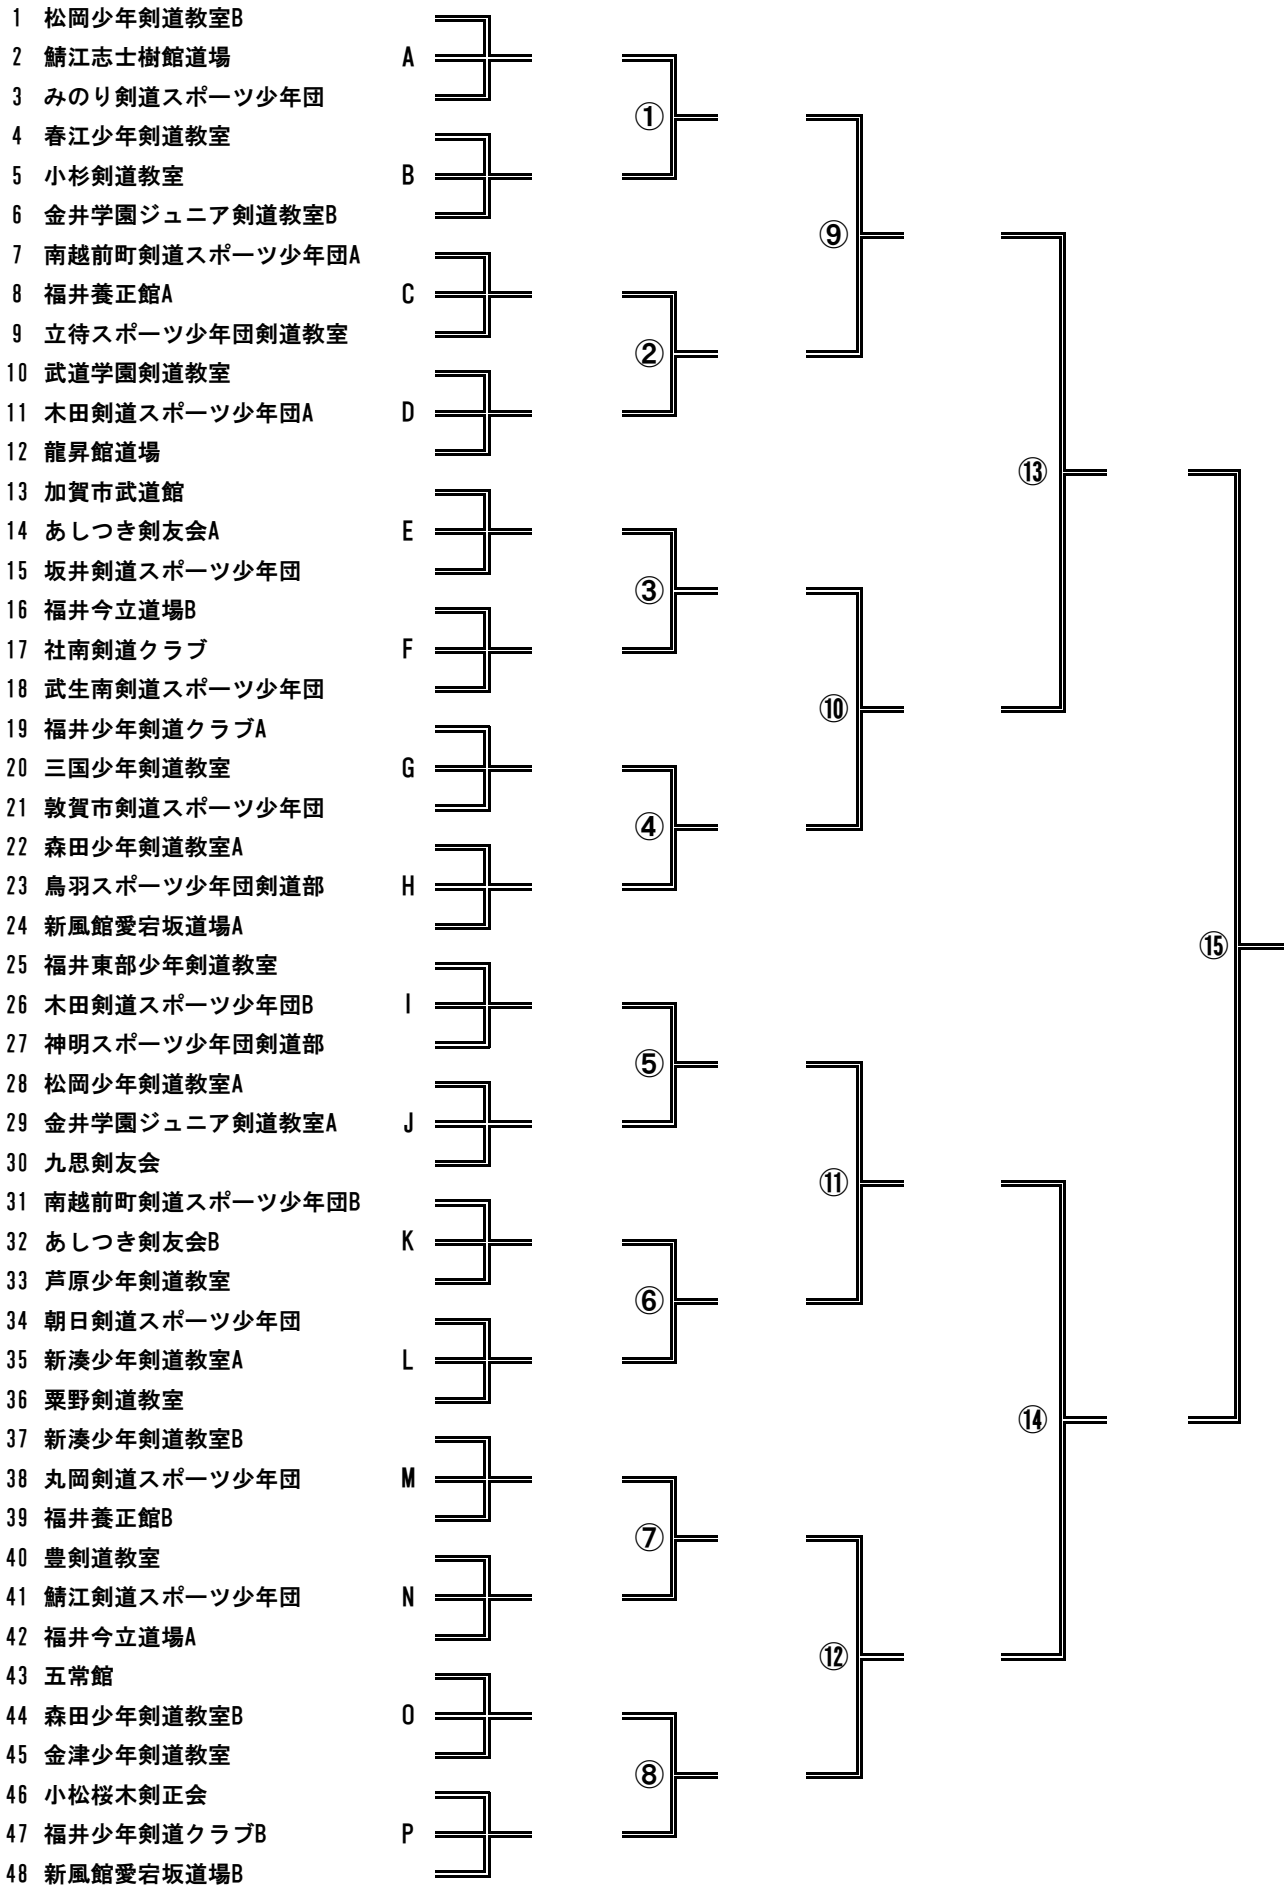 1 松岡少年剣道教室B
2 鯖江志士樹館道場 A
3 みのり剣道スポーツ少年団
①
4 春江少年剣道教室
5 小杉剣道教室 B
6 金井学園ジュニア剣道教室B
⑨
7 南越前町剣道スポーツ少年団A
8 福井養正館A C
9 立待スポーツ少年団剣道教室
②
10 武道学園剣道教室
11 木田剣道スポーツ少年団A D
12 龍昇館道場
⑬
13 加賀市武道館
14 あしつき剣友会A E
15 坂井剣道スポーツ少年団
③
16 福井今立道場B
17 社南剣道クラブ F
18 武生南剣道スポーツ少年団
⑩
19 福井少年剣道クラブA
20 三国少年剣道教室 G
21 敦賀市剣道スポーツ少年団
④
22 森田少年剣道教室A
23 鳥羽スポーツ少年団剣道部 H
24 新風館愛宕坂道場A
⑮
25 福井東部少年剣道教室
26 木田剣道スポーツ少年団B I
27 神明スポーツ少年団剣道部
⑤
28 松岡少年剣道教室A
29 金井学園ジュニア剣道教室A J
30 九思剣友会
⑪
31 南越前町剣道スポーツ少年団B
32 あしつき剣友会B K
33 芦原少年剣道教室
⑥
34 朝日剣道スポーツ少年団
35 新湊少年剣道教室A L
36 粟野剣道教室
⑭
37 新湊少年剣道教室B
38 丸岡剣道スポーツ少年団 M
39 福井養正館B
⑦
40 豊剣道教室
41 鯖江剣道スポーツ少年団 N
42 福井今立道場A
⑫
43 五常館
44 森田少年剣道教室B O
45 金津少年剣道教室
⑧
46 小松桜木剣正会
47 福井少年剣道クラブB P
48 新風館愛宕坂道場B